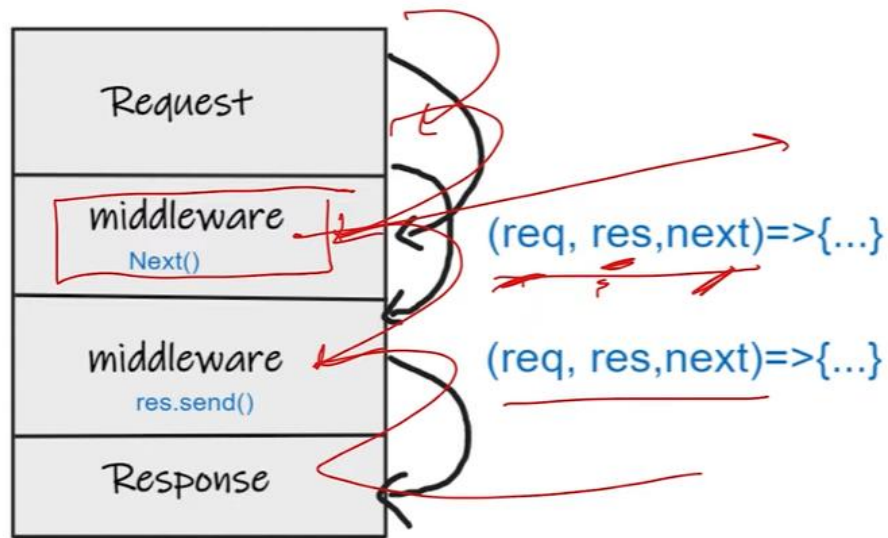 Request
middleware
Next()
(req, res,next)=>{...}
middleware
res.send()
(req, res,next)=>{...}
Response